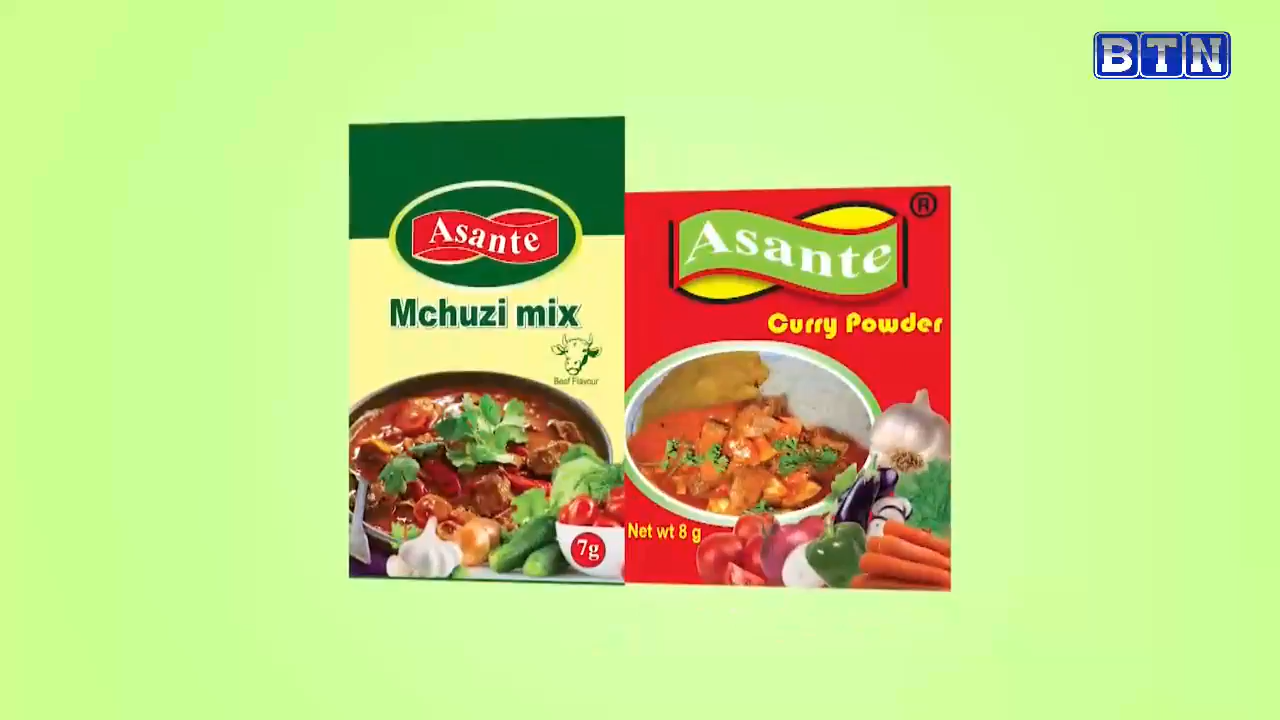 BTN
Asante
Mchuzi mix
Beef Flavour
7g
Asante
®
Curry Powder
Net wt 8 g